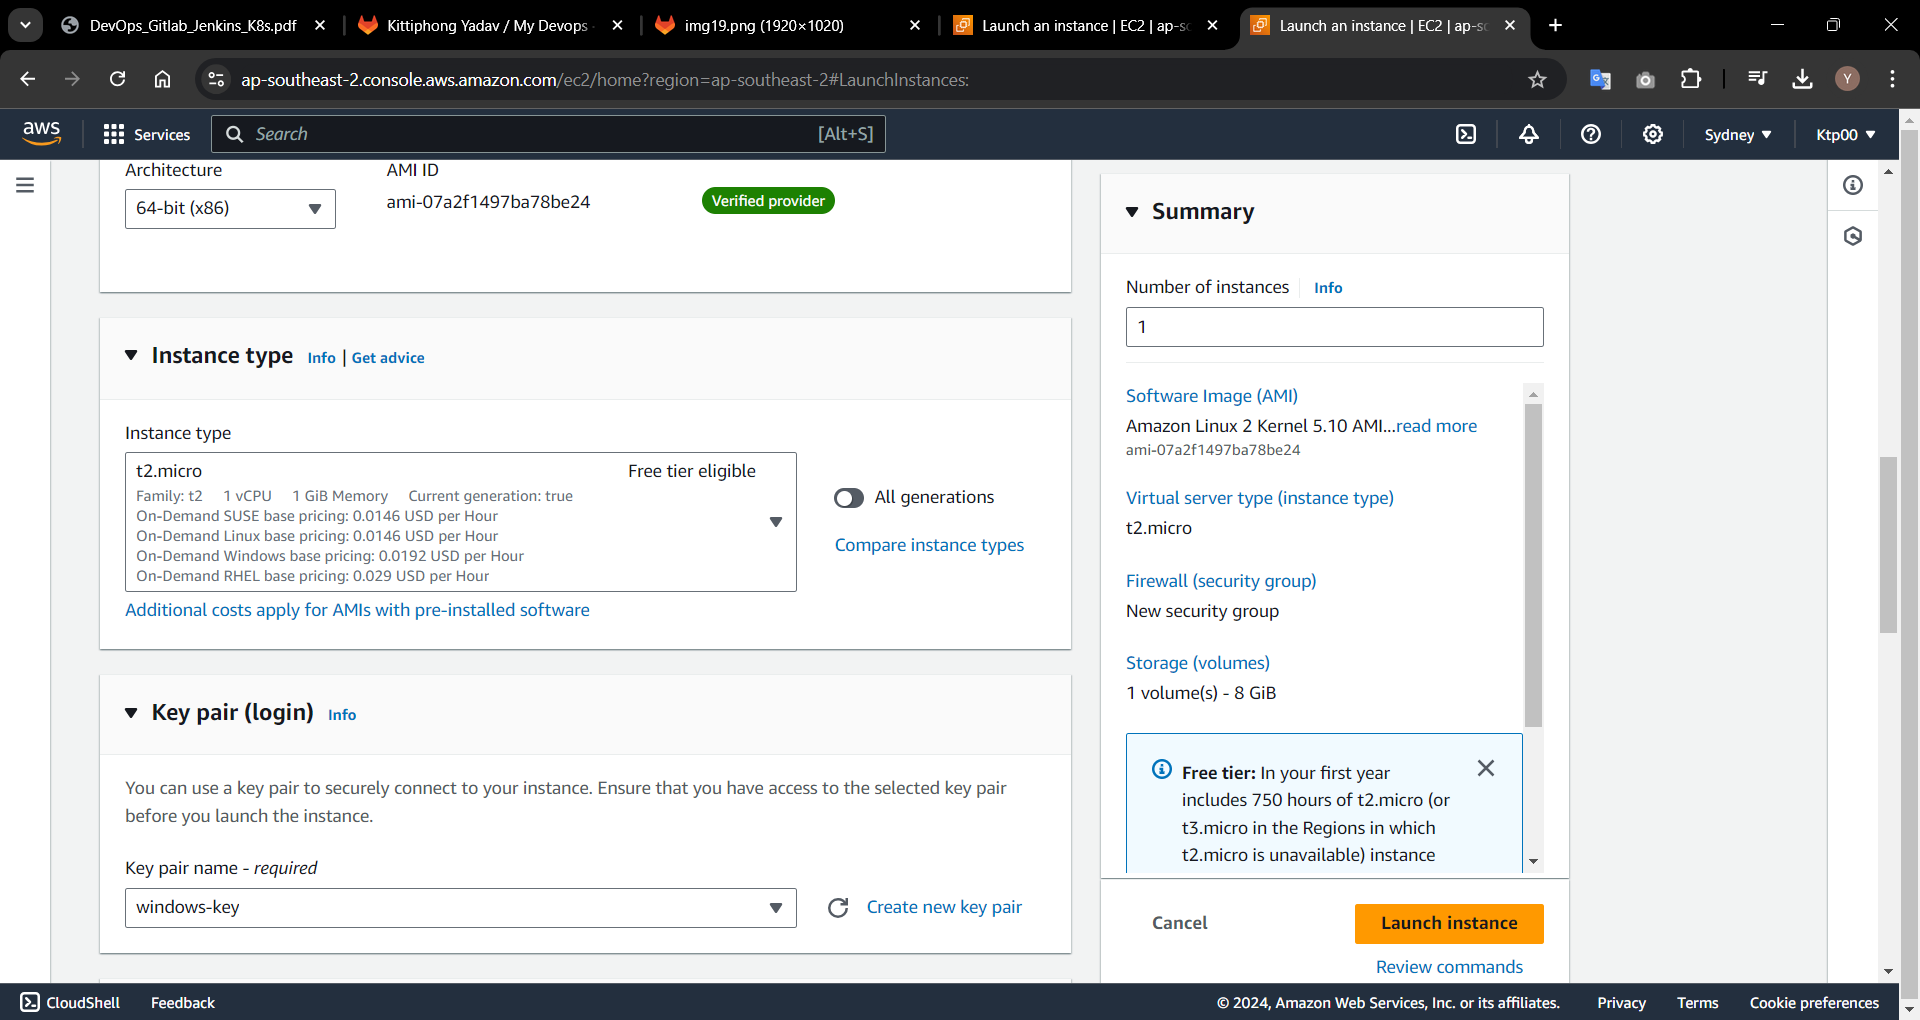 DevOps_Gitlab_Jenkins_K8s.pdf
Kittiphong Yadav / My Devops
img19.png (1920×1020)
Launch an instance | EC2 | ap-so
Launch an instance | EC2 | ap-so
ap-southeast-2.console.aws.amazon.com/ec2/home?region=ap-southeast-2#LaunchInstances:
Y
aws
Services
Search
[Alt+S]
Sydney
Ktp00
Architecture
AMI ID
64-bit (x86)
ami-07a2f1497ba78be24
Verified provider
Instance type
Info | Get advice
Instance type
t2.micro
Free tier eligible
Family: t2 1 vCPU 1 GiB Memory Current generation: true
On-Demand SUSE base pricing: 0.0146 USD per Hour
On-Demand Linux base pricing: 0.0146 USD per Hour
On-Demand Windows base pricing: 0.0192 USD per Hour
On-Demand RHEL base pricing: 0.029 USD per Hour
All generations
Compare instance types
Additional costs apply for AMIs with pre-installed software
Key pair (login)
Info
You can use a key pair to securely connect to your instance. Ensure that you have access to the selected key pair
before you launch the instance.
Key pair name - required
windows-key
Create new key pair
Summary
Number of instances
Info
1
Software Image (AMI)
Amazon Linux 2 Kernel 5.10 AMI...read more
ami-07a2f1497ba78be24
Virtual server type (instance type)
t2.micro
Firewall (security group)
New security group
Storage (volumes)
1 volume(s) - 8 GiB
Free tier: In your first year
includes 750 hours of t2.micro (or
t3.micro in the Regions in which
t2.micro is unavailable) instance
Cancel
Launch instance
Review commands
CloudShell
Feedback
© 2024, Amazon Web Services, Inc. or its affiliates.
Privacy
Terms
Cookie preferences